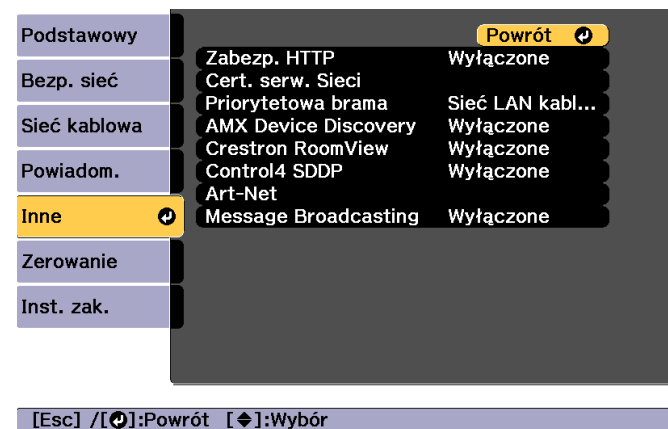 Podstawowy
Bezp. sieć
Sieć kablowa
Powiadom.
Inne
Zerowanie
Inst. zak.
Powrót
Zabezp. HTTP Wyłączone
Cert. serw. Sieci
Priorytetowa brama Sieć LAN kabl...
AMX Device Discovery Wyłączone
Crestron RoomView Wyłączone
Control4 SDDP Wyłączone
Art-Net
Message Broadcasting Wyłączone
[Esc] /[⏎]:Powrót [◆]:Wybór